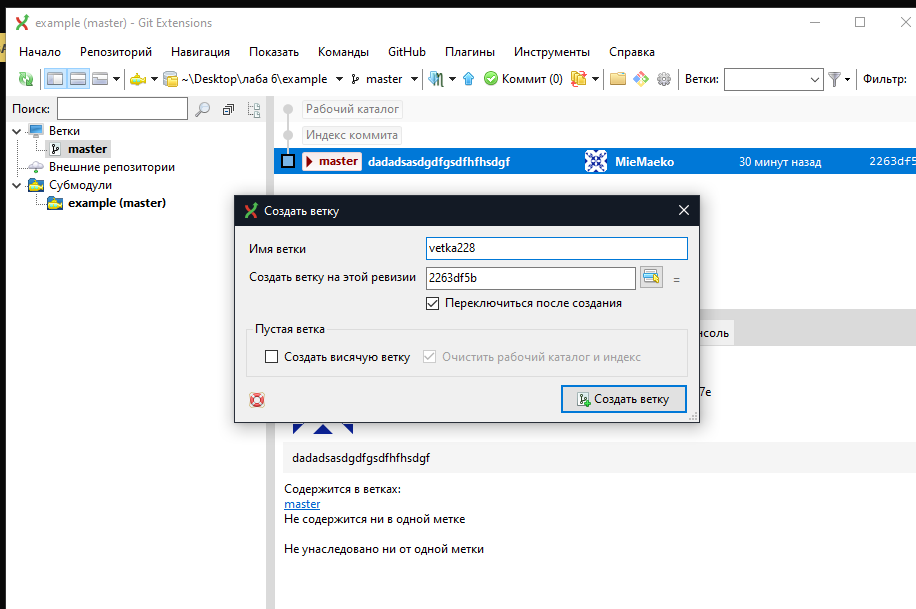 example (master) - Git Extensions
Начало Репозиторий Навигация Показать Команды GitHub Плагины Инструменты Справка
~\Desktop\лаба 6\example master Коммит (0) Ветки: Фильтр:
Поиск:
Рабочий каталог
Ветки
Индекс коммита
master
master dadadsasdgdfgsdfhfhsdgf MieMaeko 30 минут назад 2263df5
Внешние репозитории
Субмодули
example (master)
Создать ветку
Имя ветки vetka228
Создать ветку на этой ревизии 2263df5b =
Переключиться после создания
Пустая ветка
нсоль
Создать висячую ветку Очистить рабочий каталог и индекс
7e
Создать ветку
dadadsasdgdfgsdfhfhsdgf
Содержится в ветках:
master
Не содержится ни в одной метке
Не унаследовано ни от одной метки